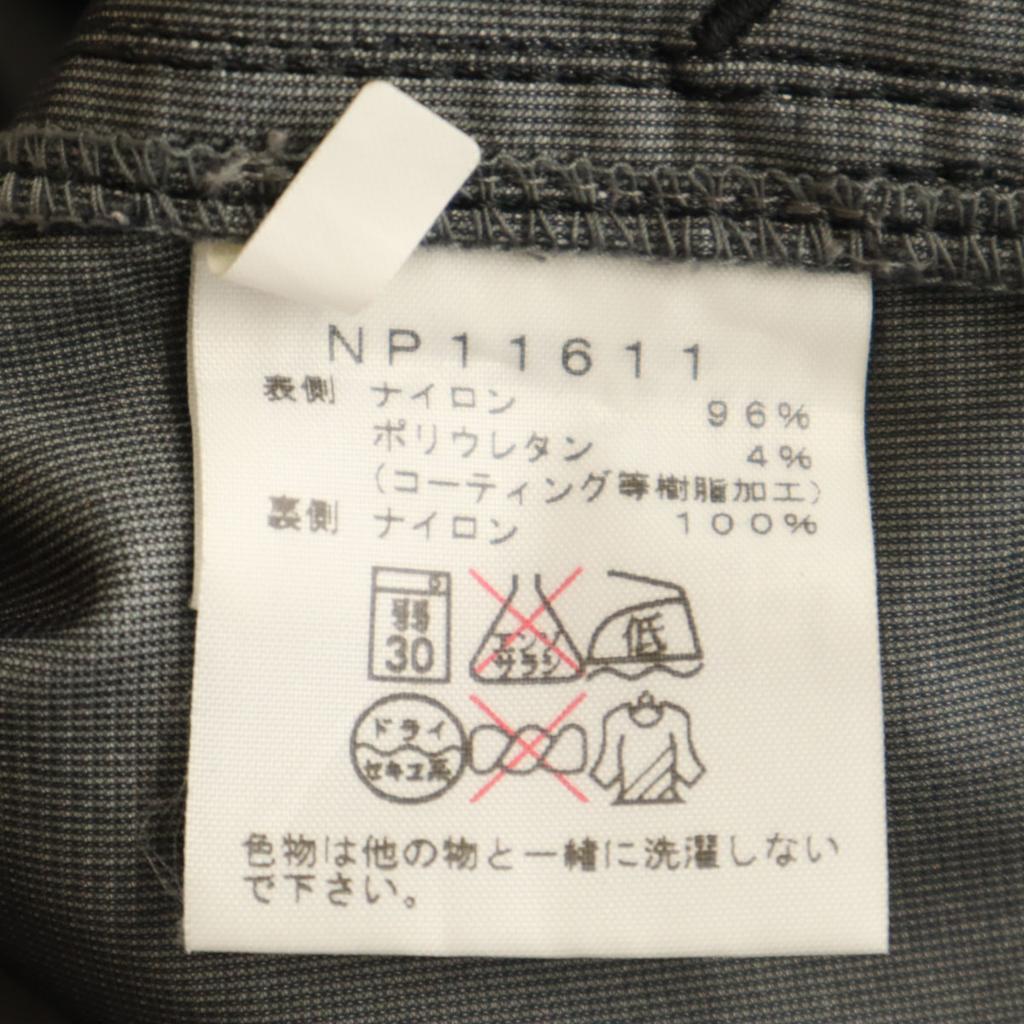 NP11611
表側 ナイロン 96%
ポリウレタン 4%
(コーティング等樹脂加工)
裏側 ナイロン 100%
弱
30
エンソ
サラシ
低
ドライ
セキユ系
色物は他の物と一緒に洗濯しない
で下さい。